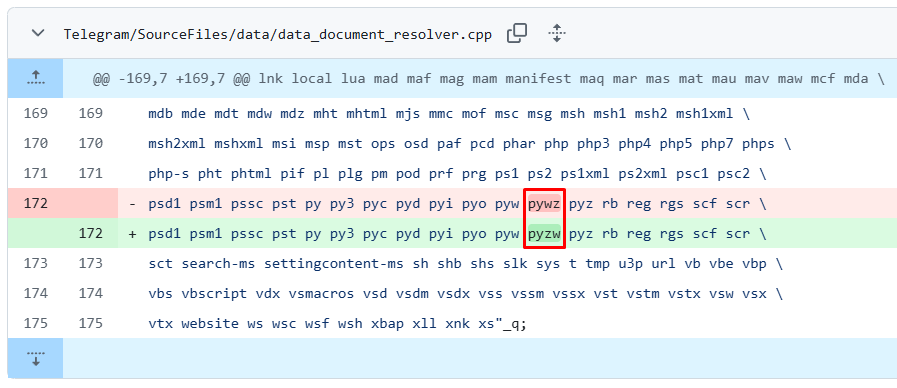 Telegram/SourceFiles/data/data_document_resolver.cpp
@@ -169,7 +169,7 @@ lnk local lua mad maf mag mam manifest maq mar mas mat mau mav maw mcf mda \
169 169 mdb mde mdt mdw mdz mht mhtml mjs mmc mof msc msg msh msh1 msh2 msh1xml \
170 170 msh2xml mshxml msi msp mst ops osd paf pcd phar php php3 php4 php5 php7 phps \
171 171 php-s pht phtml pif pl plg pm pod prf prg ps1 ps2 ps1xml ps2xml psc1 psc2 \
172 - psd1 psm1 pssc pst py py3 pyc pyd pyi pyo pyw pywz pyz rb reg rgs scf scr \
172 + psd1 psm1 pssc pst py py3 pyc pyd pyi pyo pyw pyzw pyz rb reg rgs scf scr \
173 173 sct search-ms settingcontent-ms sh shb shs slk sys t tmp u3p url vb vbe vbp \
174 174 vbs vbscript vdx vsmacros vsd vsdm vsdx vss vssm vssx vst vstm vstx vsw vsx \
175 175 vtx website ws wsc wsf wsh xbap xll xnk xs"_q;